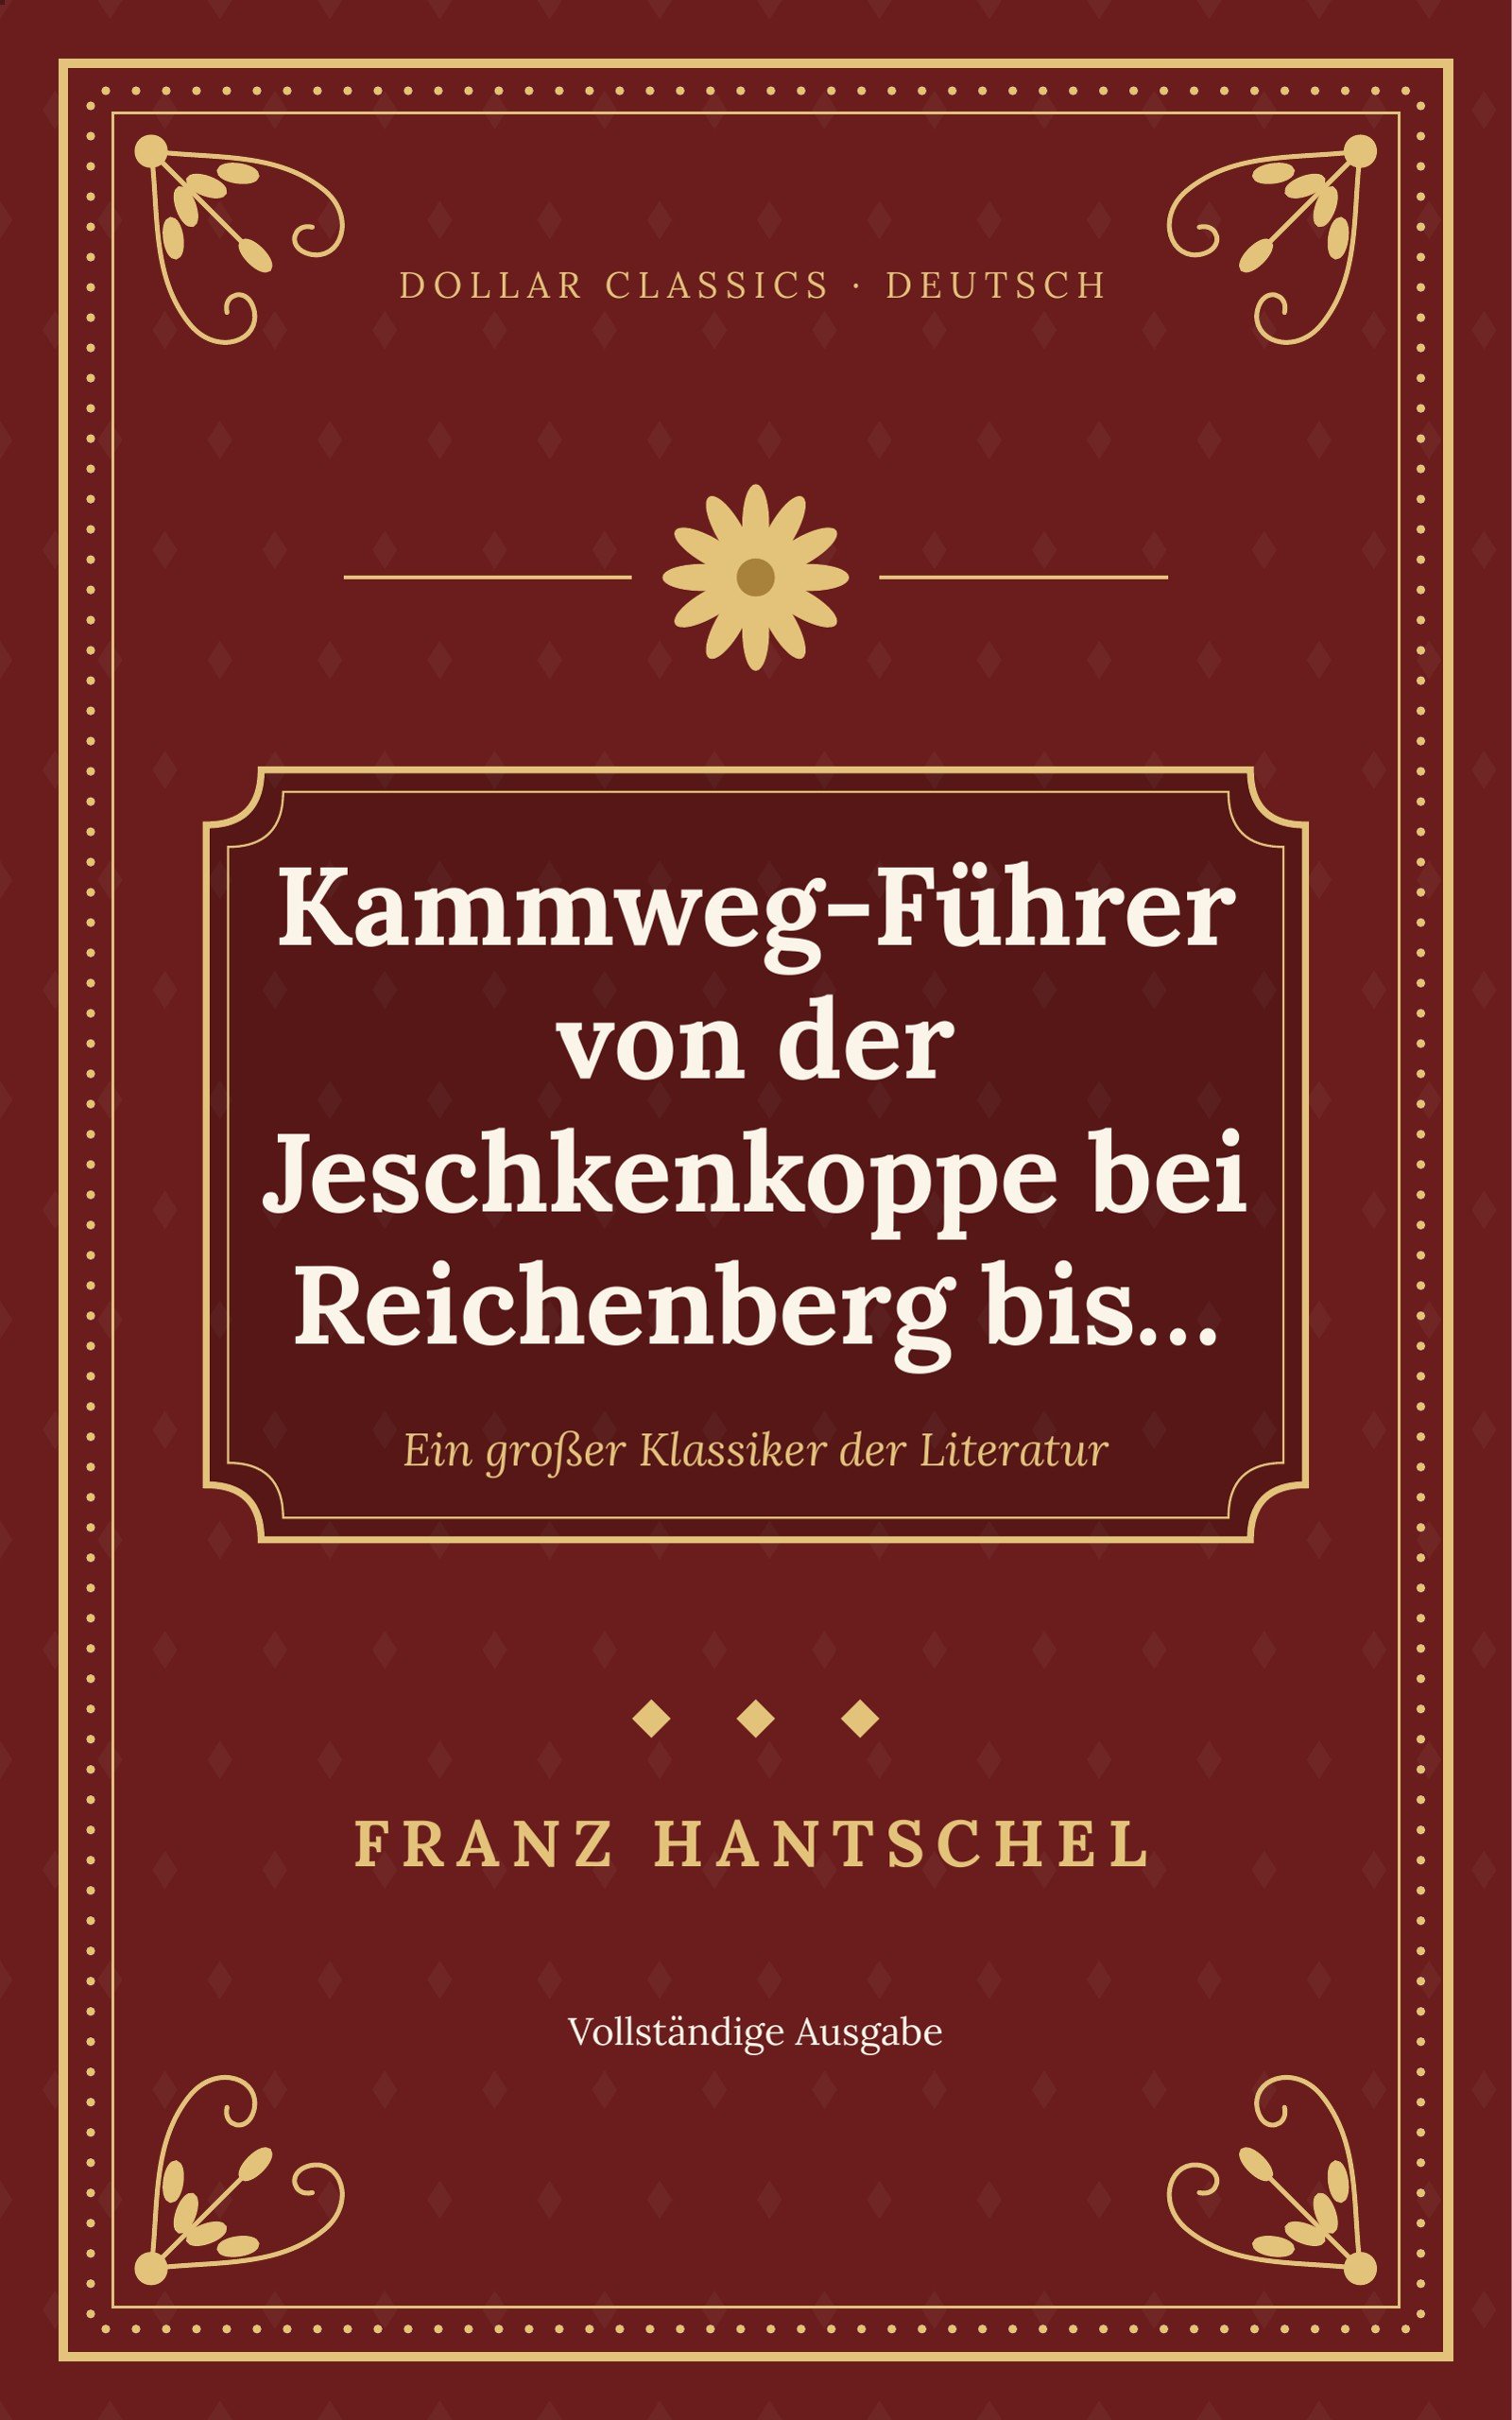 DOLLAR CLASSICS · DEUTSCH
Kammweg-Führer
von der
Jeschkenkoppe bei
Reichenberg bis...
Ein großer Klassiker der Literatur
FRANZ HANTSCHEL
Vollständige Ausgabe